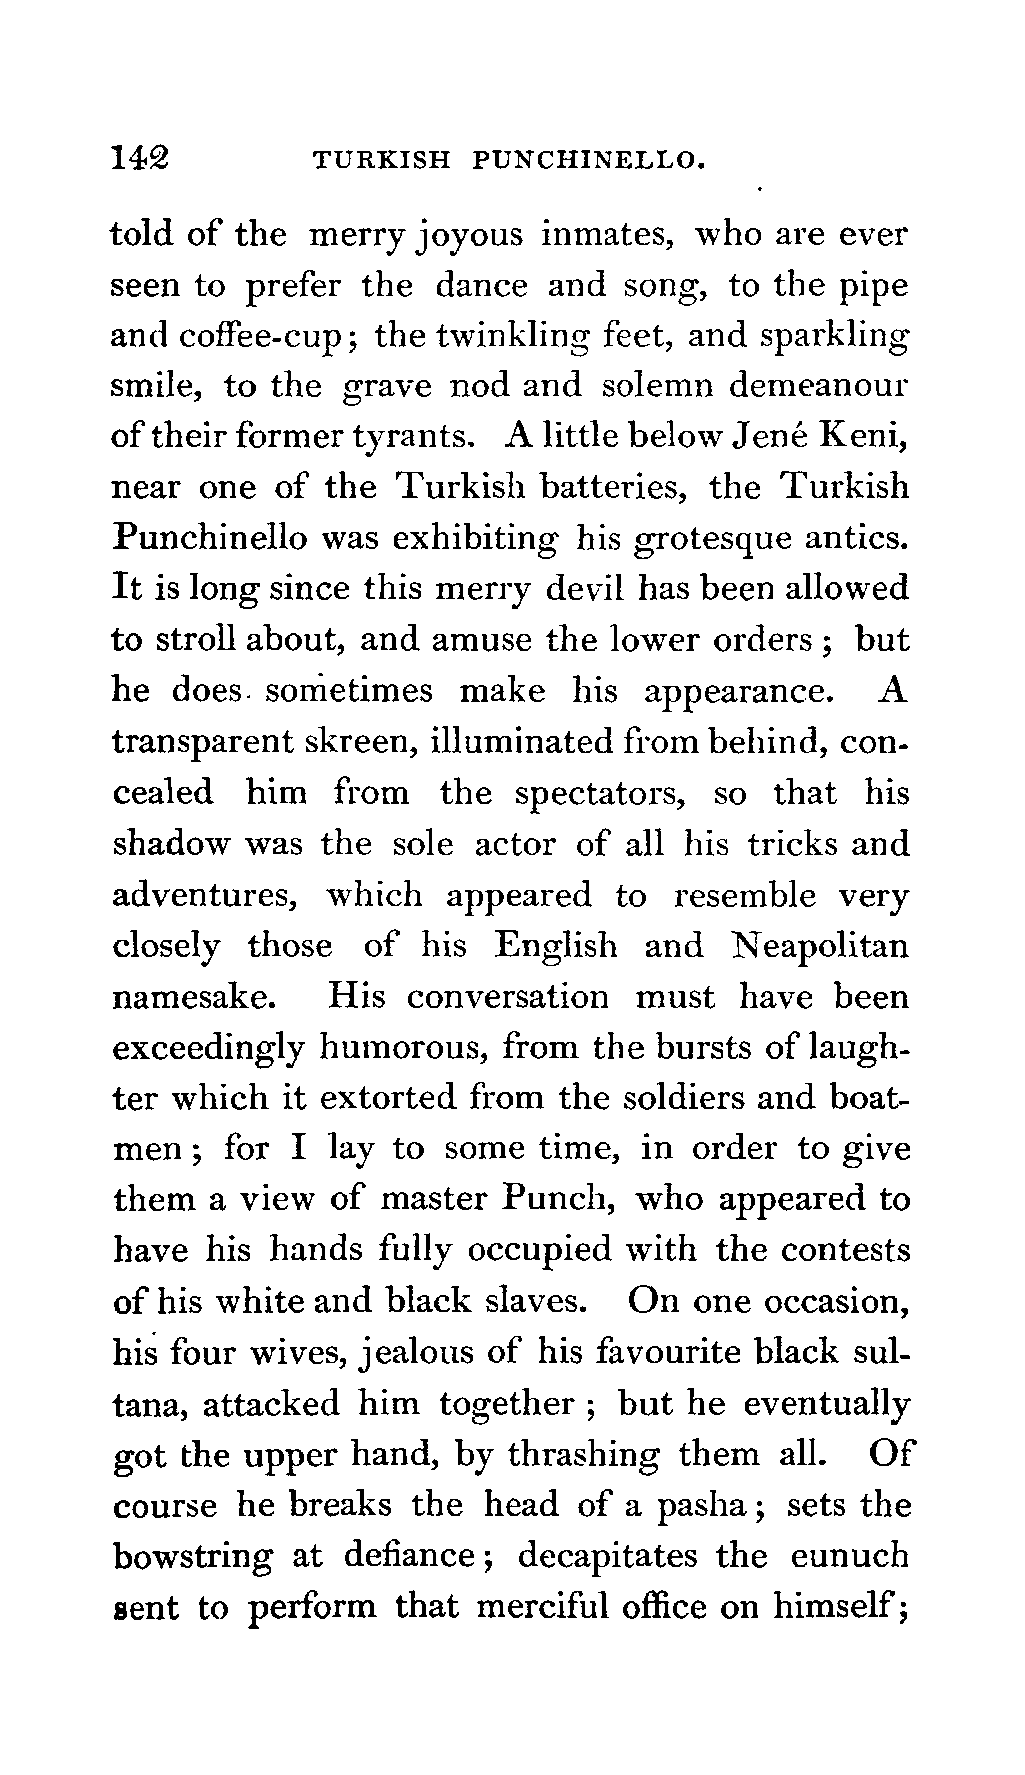 142 TURKISH PUNCHINELLO.
told of the merry joyous inmates, who are ever
seen to prefer the dance and song, to the pipe
and coffee-cup; the twinkling feet, and sparkling
smile, to the grave nod and solemn demeanour
of their former tyrants. A little below Jené Keni,
near one of the Turkish batteries, the Turkish
Punchinello was exhibiting his grotesque antics.
It is long since this merry devil has been allowed
to stroll about, and amuse the lower orders; but
he does sometimes make his appearance. A
transparent skreen, illuminated from behind, con-
cealed him from the spectators, so that his
shadow was the sole actor of all his tricks and
adventures, which appeared to resemble very
closely those of his English and Neapolitan
namesake. His conversation must have been
exceedingly humorous, from the bursts of laugh-
ter which it extorted from the soldiers and boat-
men; for I lay to some time, in order to give
them a view of master Punch, who appeared to
have his hands fully occupied with the contests
of his white and black slaves. On one occasion,
his four wives, jealous of his favourite black sul-
tana, attacked him together; but he eventually
got the upper hand, by thrashing them all. Of
course he breaks the head of a pasha; sets the
bowstring at defiance; decapitates the eunuch
sent to perform that merciful office on himself;